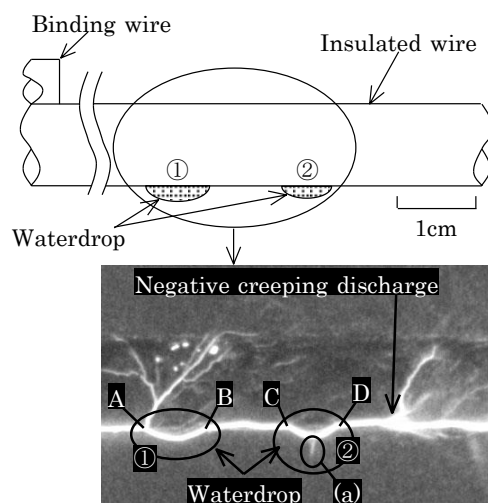 Binding wire
Insulated wire
① ②
Waterdrop
1cm
Negative creeping discharge
A B C D
① ②
Waterdrop (a)